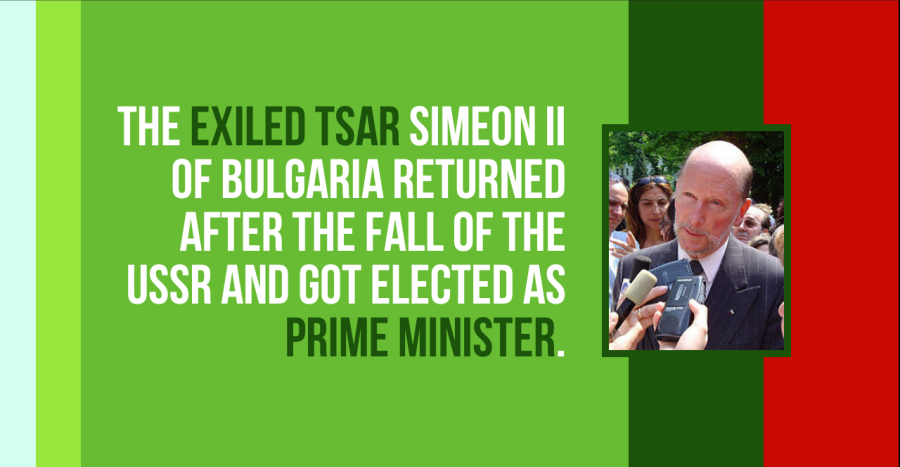 THE EXILED TSAR SIMEON II
OF BULGARIA RETURNED
AFTER THE FALL OF THE
USSR AND GOT ELECTED AS
PRIME MINISTER.